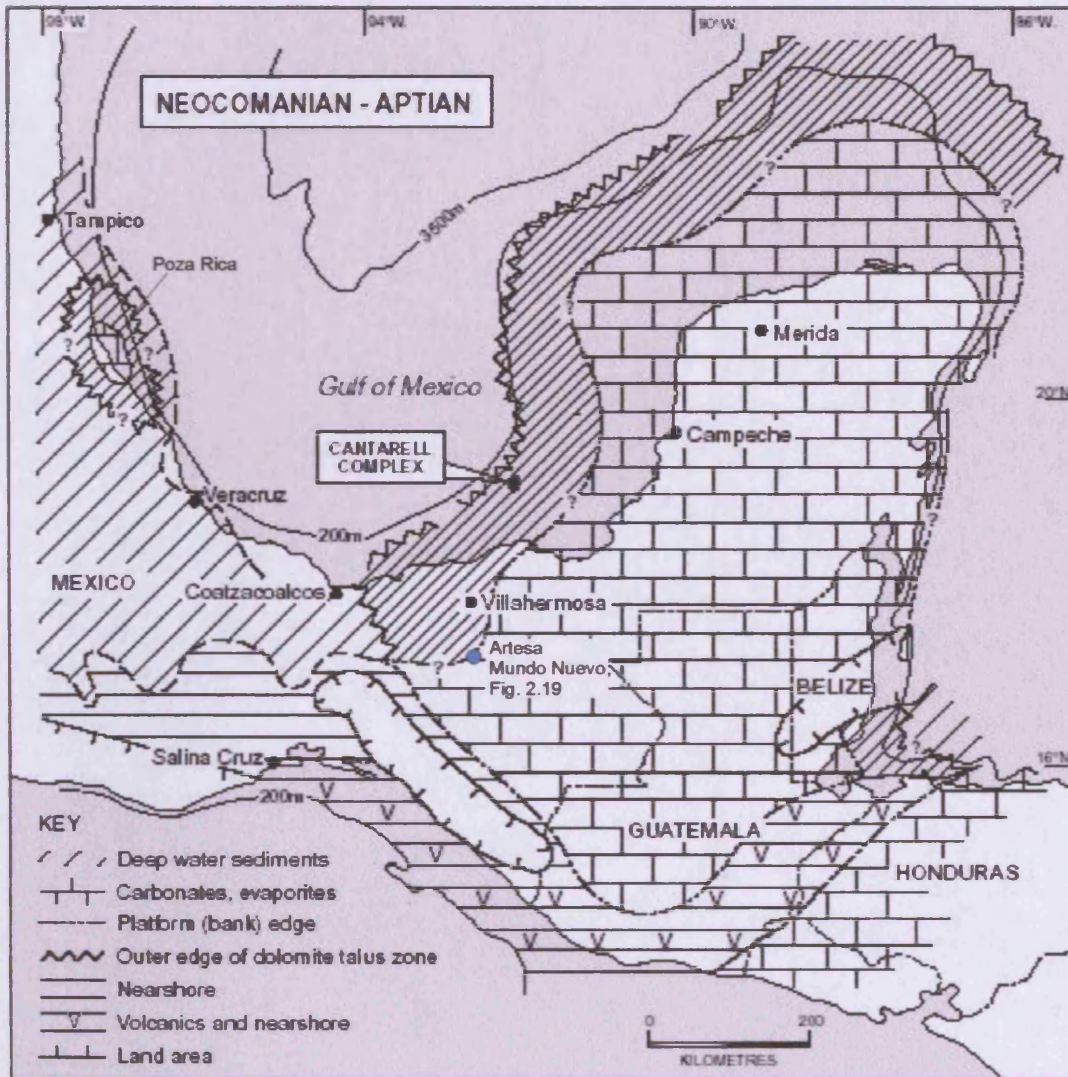 98°W.
94°W.
90°W.
86°W.
NEOCOMANIAN - APTIAN
3600m
Tampico
?
Poza Rica
?
Merida
Gulf of Mexico
20°N
?
?
?
Campeche
CANTARELL
COMPLEX
Veracruz
?
?
200m
MEXICO
Coatzacoalcos
Villahermosa
?
Artesa
Mundo Nuevo,
Fig. 2.19
BELIZE
?
Salina Cruz
16°N
200m
V
KEY
V
GUATEMALA
V
V
V
V
HONDURAS
Deep water sediments
Carbonates, evaporites
V
V
V
Platform (bank) edge
V
V
V
Outer edge of dolomite talus zone
Nearshore
V
Volcanics and nearshore
0
200
Land area
KILOMETRES